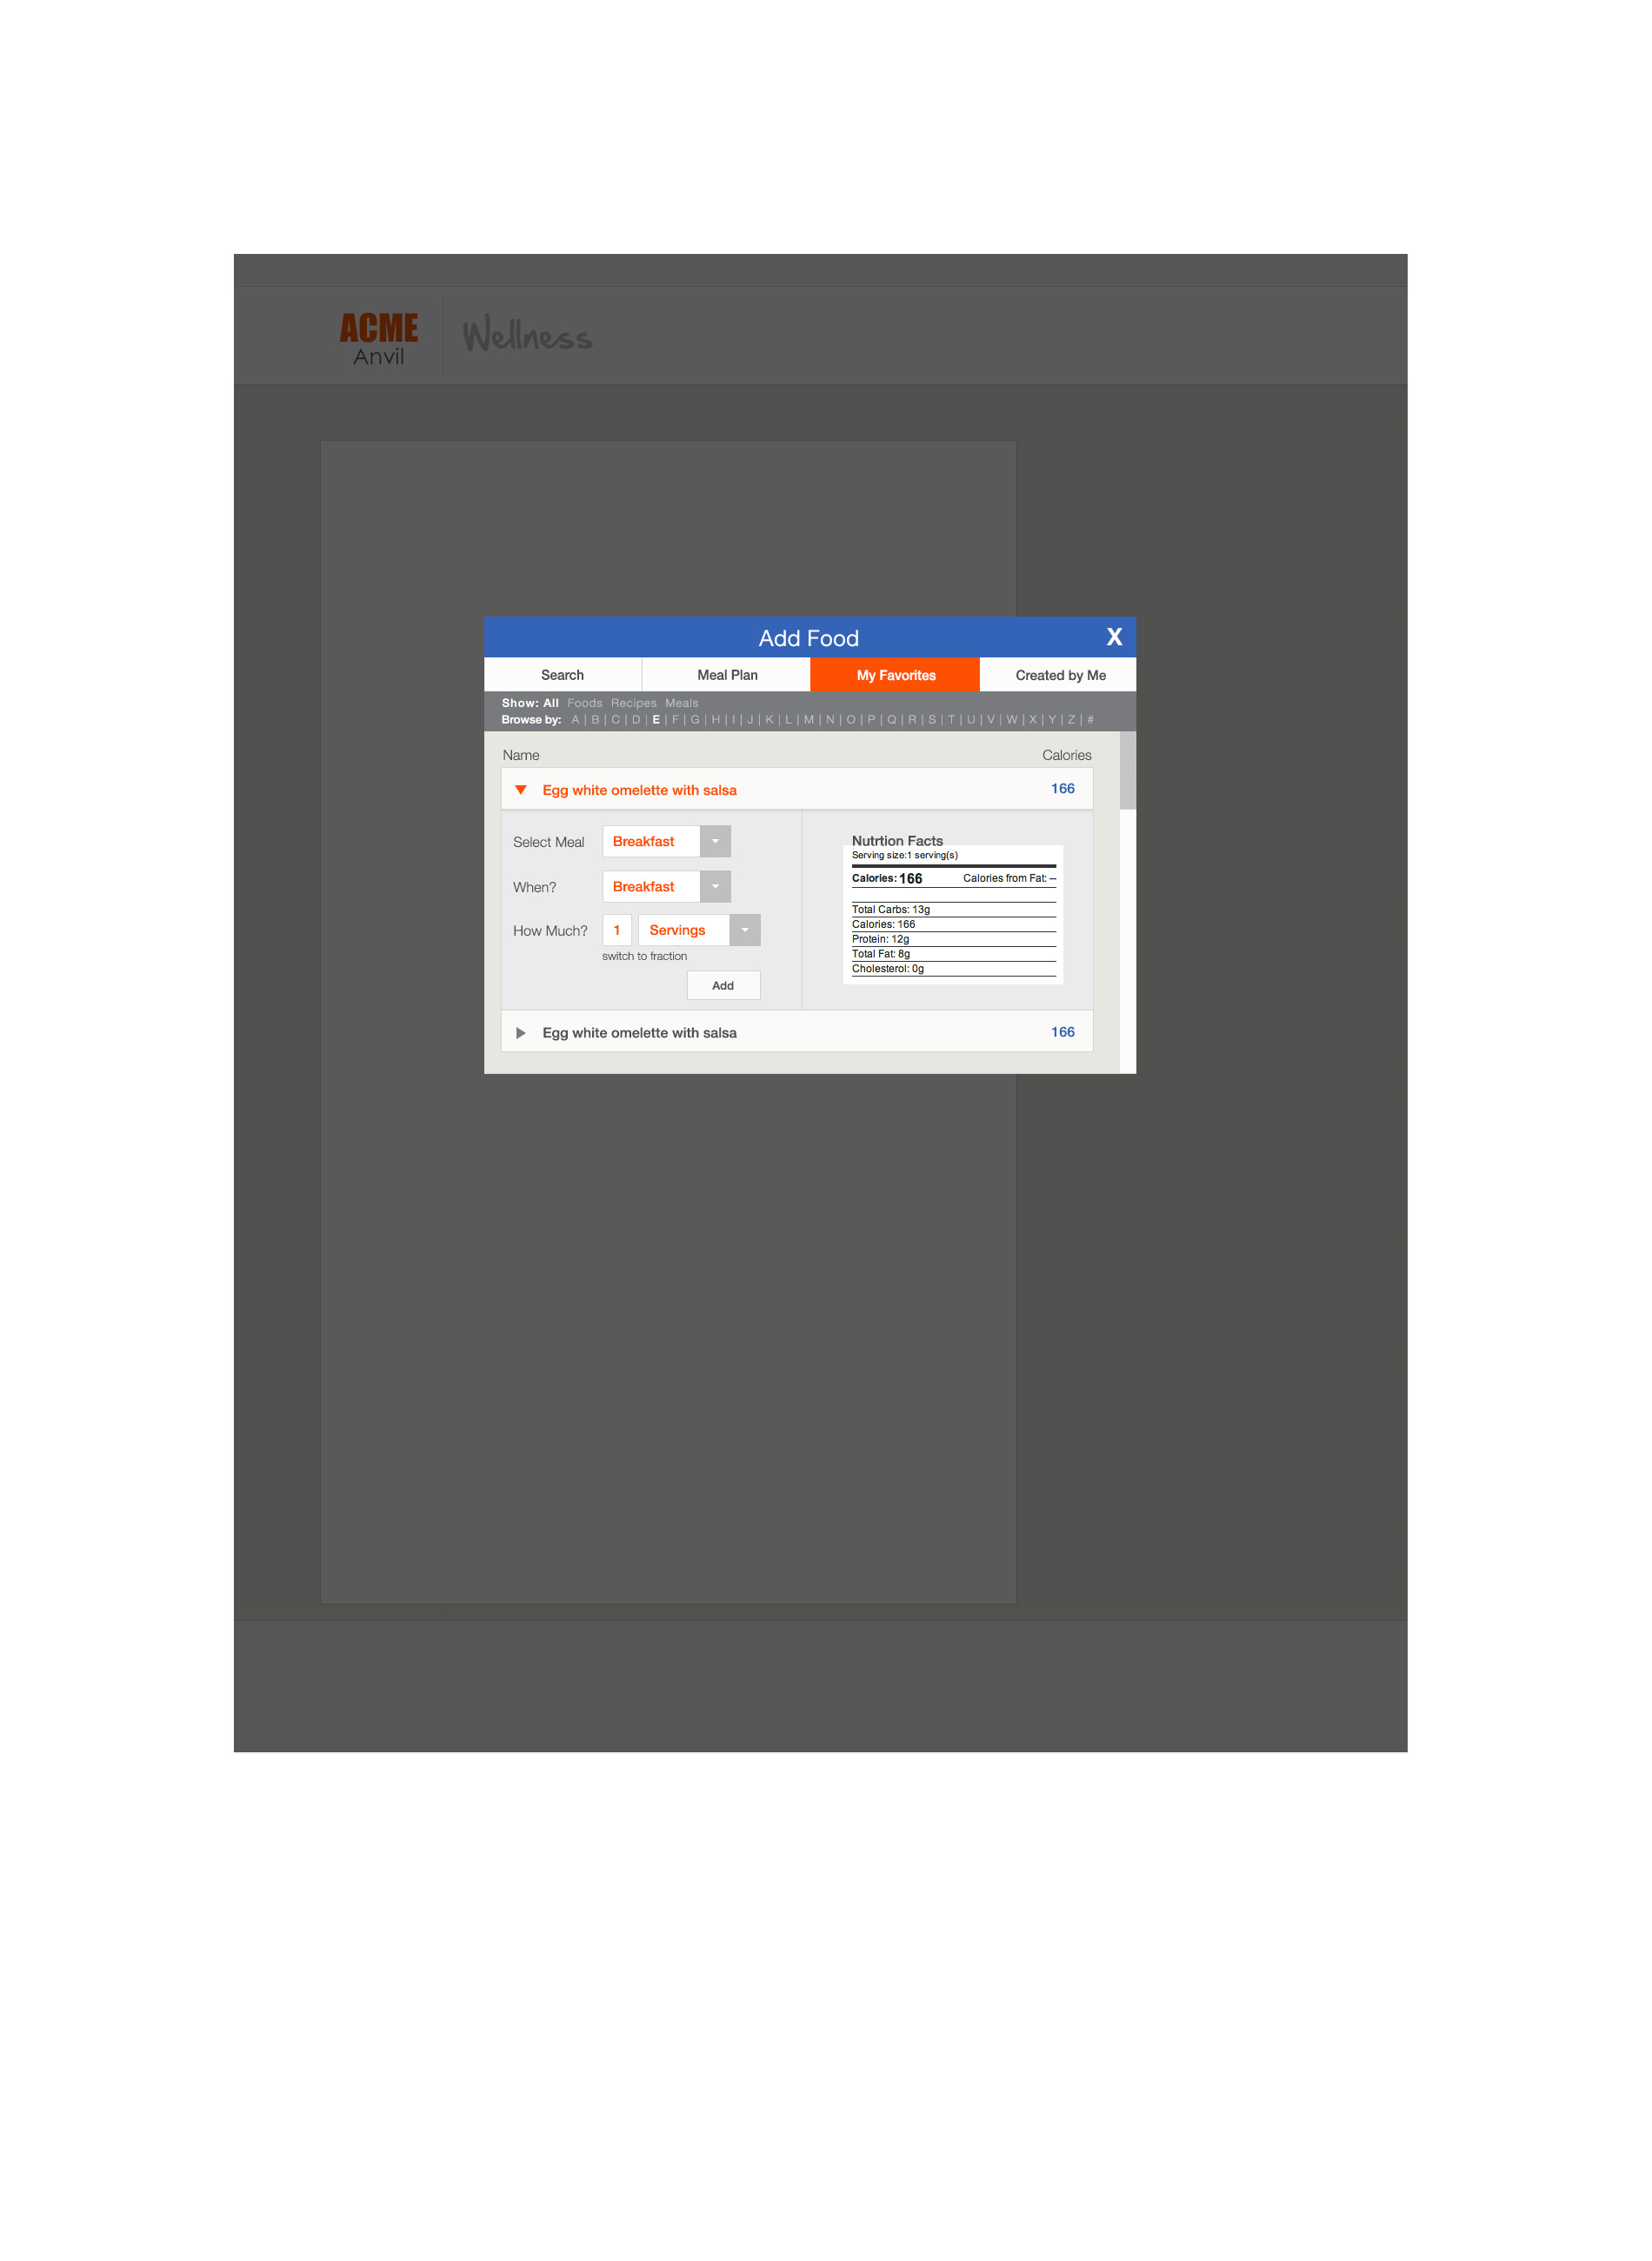 ACME
Anvil
Wellness
Add Food X
Search Meal Plan My Favorites Created by Me
Show: All Foods Recipes Meals
Browse by: A | B | C | D | E | F | G | H | I | J | K | L | M | N | O | P | Q | R | S | T | U | V | W | X | Y | Z | #
Name Calories
Egg white omelette with salsa 166
Select Meal Breakfast
When? Breakfast
How Much? 1 Servings
switch to fraction
Add
Nutrtion Facts
Serving size:1 serving(s)
Calories: 166 Calories from Fat: --
Total Carbs: 13g
Calories: 166
Protein: 12g
Total Fat: 8g
Cholesterol: 0g
Egg white omelette with salsa 166